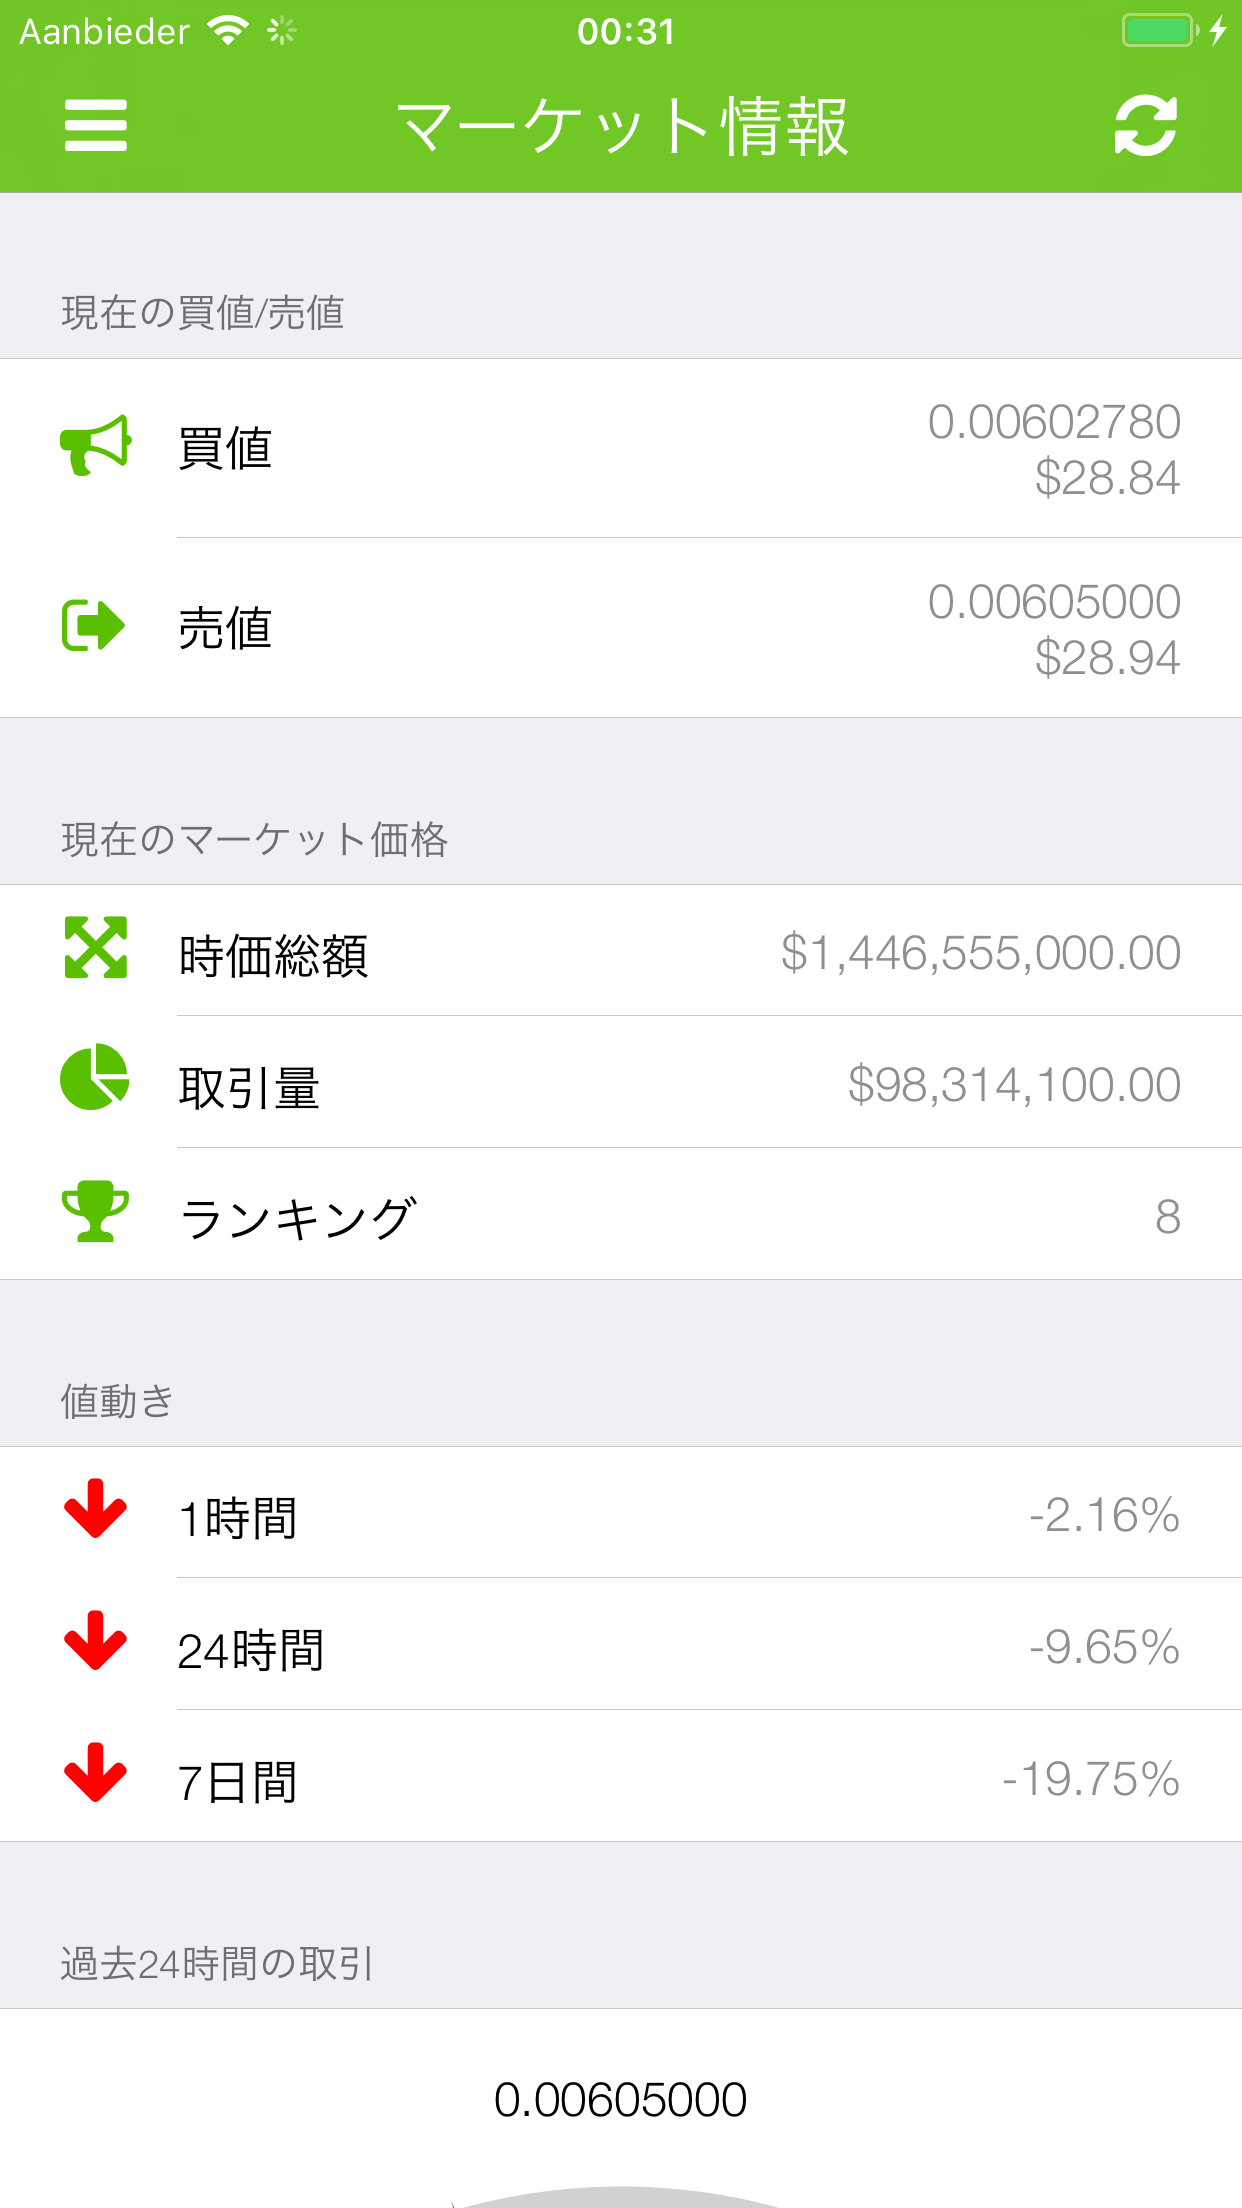 Aanbieder 00:31
マーケット情報
現在の買値/売値
買値 0.00602780
$28.84
売値 0.00605000
$28.94
現在のマーケット価格
時価総額 $1,446,555,000.00
取引量 $98,314,100.00
ランキング 8
値動き
1時間 -2.16%
24時間 -9.65%
7日間 -19.75%
過去24時間の取引
0.00605000